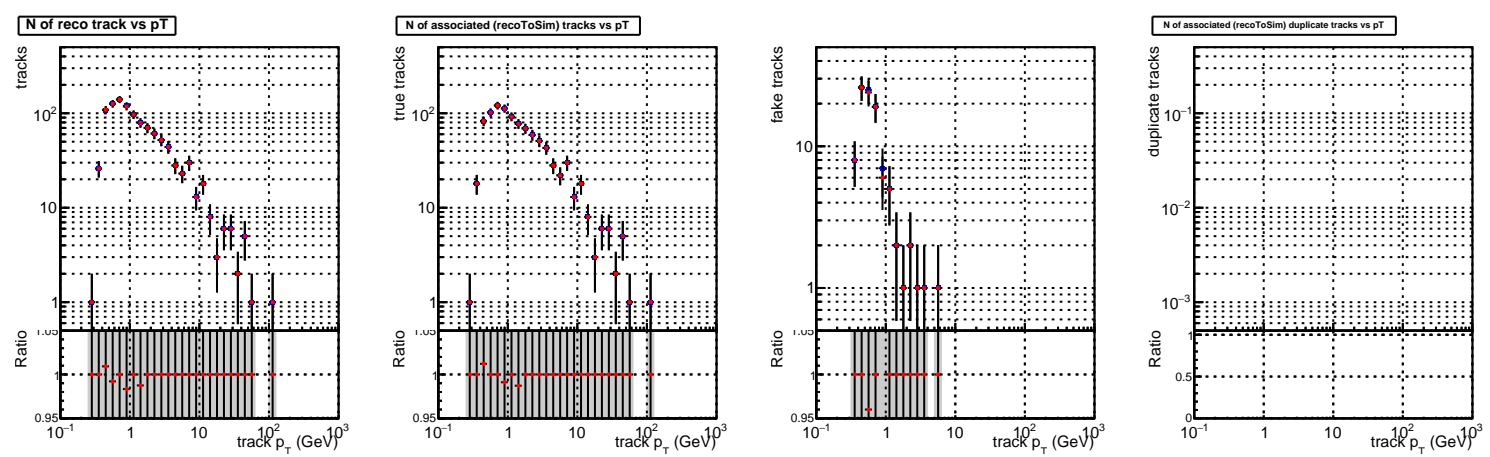 N of reco track vs pT
tracks
10²
10
1
Ratio
1.05
1
0.95
10⁻¹ 1 10 10² 10³
track p_T (GeV)
N of associated (recoToSim) tracks vs pT
true tracks
10²
10
1
Ratio
1.05
1
0.95
10⁻¹ 1 10 10² 10³
track p_T (GeV)
fake tracks
10
1
Ratio
1.05
1
0.95
10⁻¹ 1 10 10² 10³
track p_T (GeV)
N of associated (recoToSim) duplicate tracks vs pT
duplicate tracks
10⁻¹
10⁻²
10⁻³
Ratio
1
0.5
0
10⁻¹ 1 10 10² 10³
track p_T (GeV)